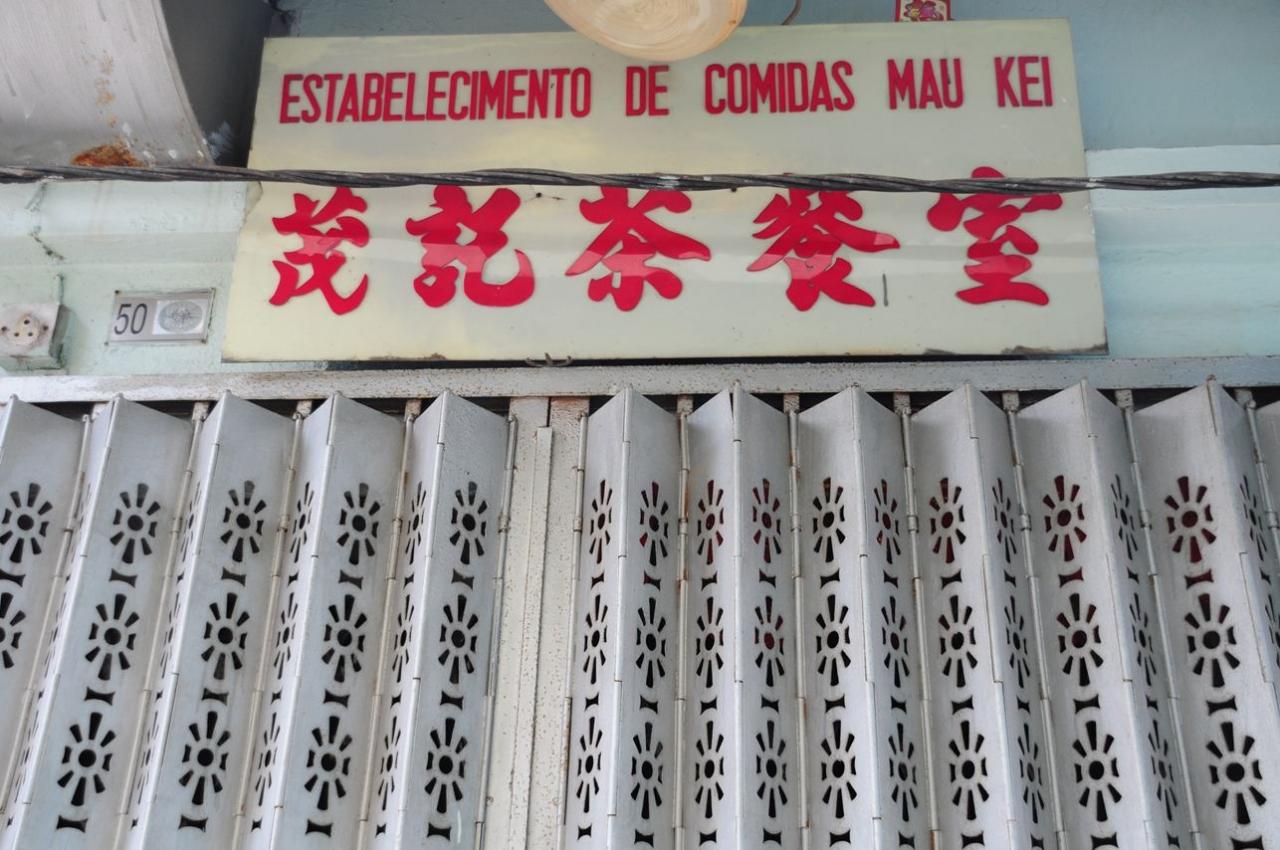 ESTABELECIMENTO DE COMIDAS MAU KEI
茂記茶餐室
50